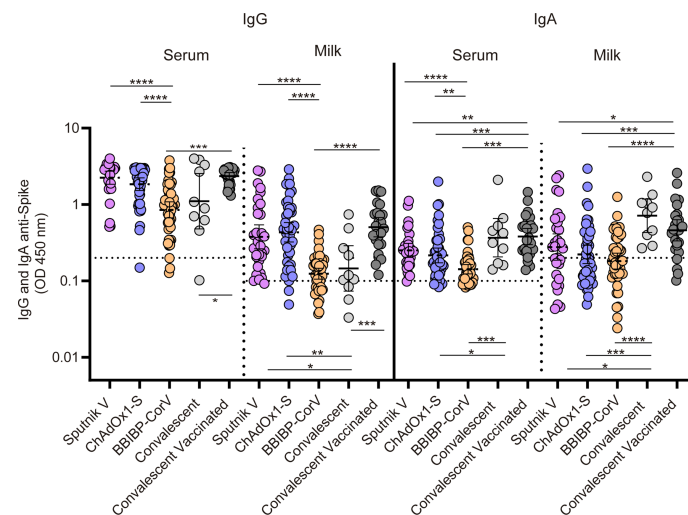 IgG
IgA
Serum
Milk
Serum
Milk
****
****
***
*
****
****
****
***
**
*
****
**
**
***
***
***
*
*
***
****
****
***
*
IgG and IgA anti-Spike
(OD 450 nm)
10
1
0.1
0.01
Sputnik V
ChAdOx1-S
BBIBP-CorV
Convalescent
Convalescent Vaccinated
Sputnik V
ChAdOx1-S
BBIBP-CorV
Convalescent
Convalescent Vaccinated
Sputnik V
ChAdOx1-S
BBIBP-CorV
Convalescent
Convalescent Vaccinated
Sputnik V
ChAdOx1-S
BBIBP-CorV
Convalescent
Convalescent Vaccinated